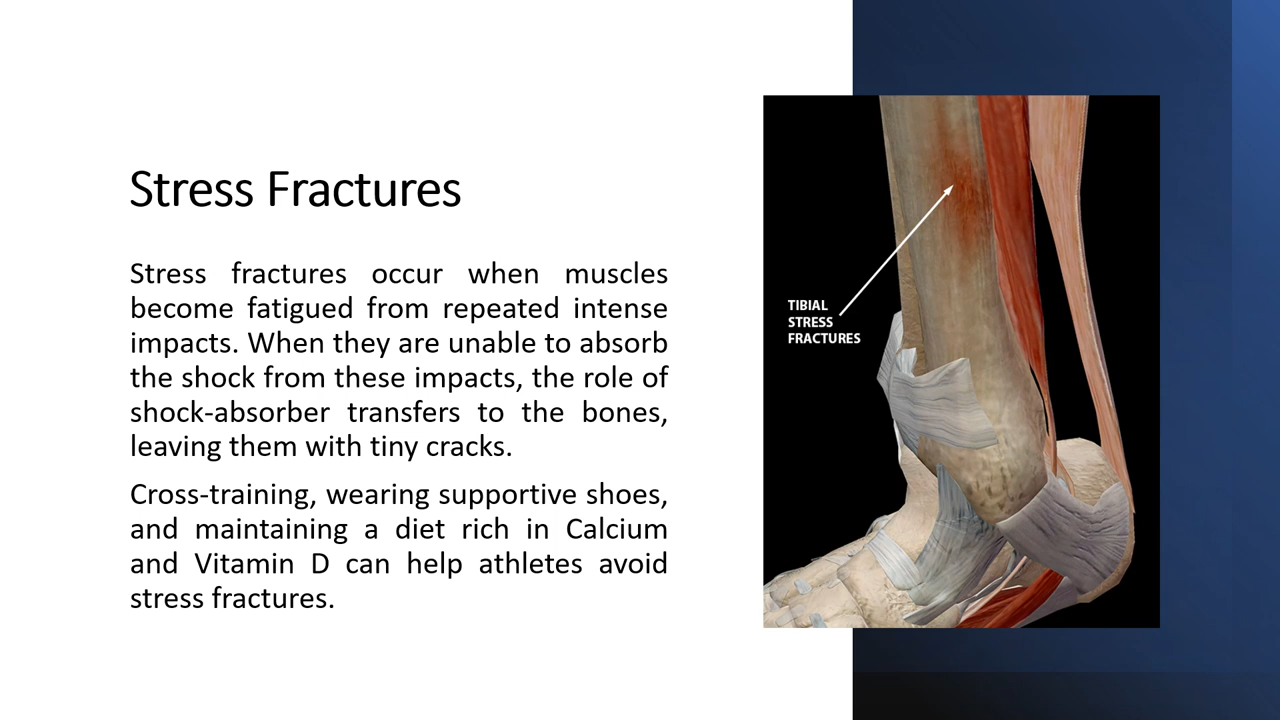 Stress Fractures
Stress fractures occur when muscles
become fatigued from repeated intense
impacts. When they are unable to absorb
the shock from these impacts, the role of
shock-absorber transfers to the bones,
leaving them with tiny cracks.
Cross-training, wearing supportive shoes,
and maintaining a diet rich in Calcium
and Vitamin D can help athletes avoid
stress fractures.
TIBIAL
STRESS
FRACTURES